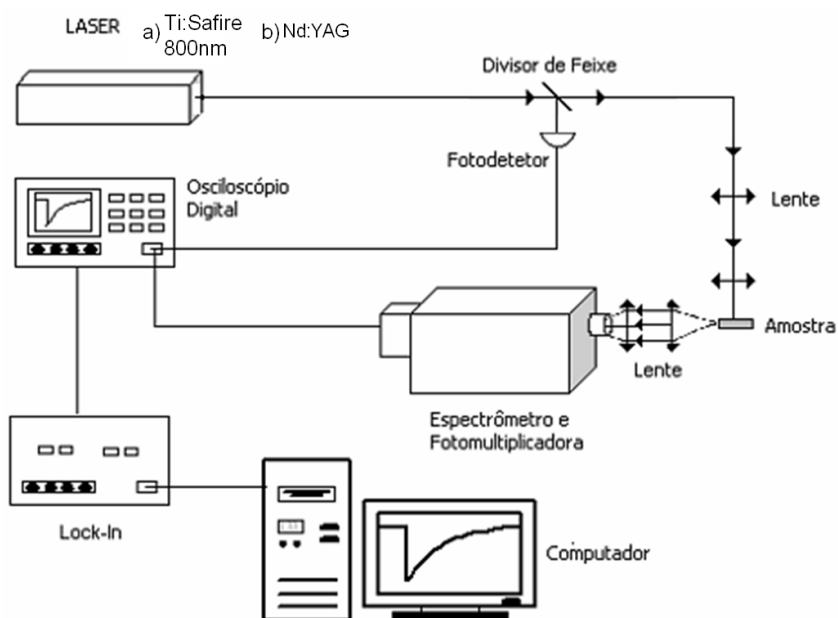 LASER a) Ti:Safire b) Nd:YAG
800nm
Divisor de Feixe
Fotodetetor
Osciloscópio
Digital
Lente
Amostra
Lente
Espectrômetro e
Fotomultiplicadora
Lock-In
Computador